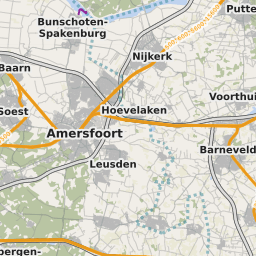 Putte
Bunschoten-
Spakenburg
Nijkerk
Baarn
Voorthui
Soest
Hoevelaken
Amersfoort
Barneveld
Leusden
bergen-